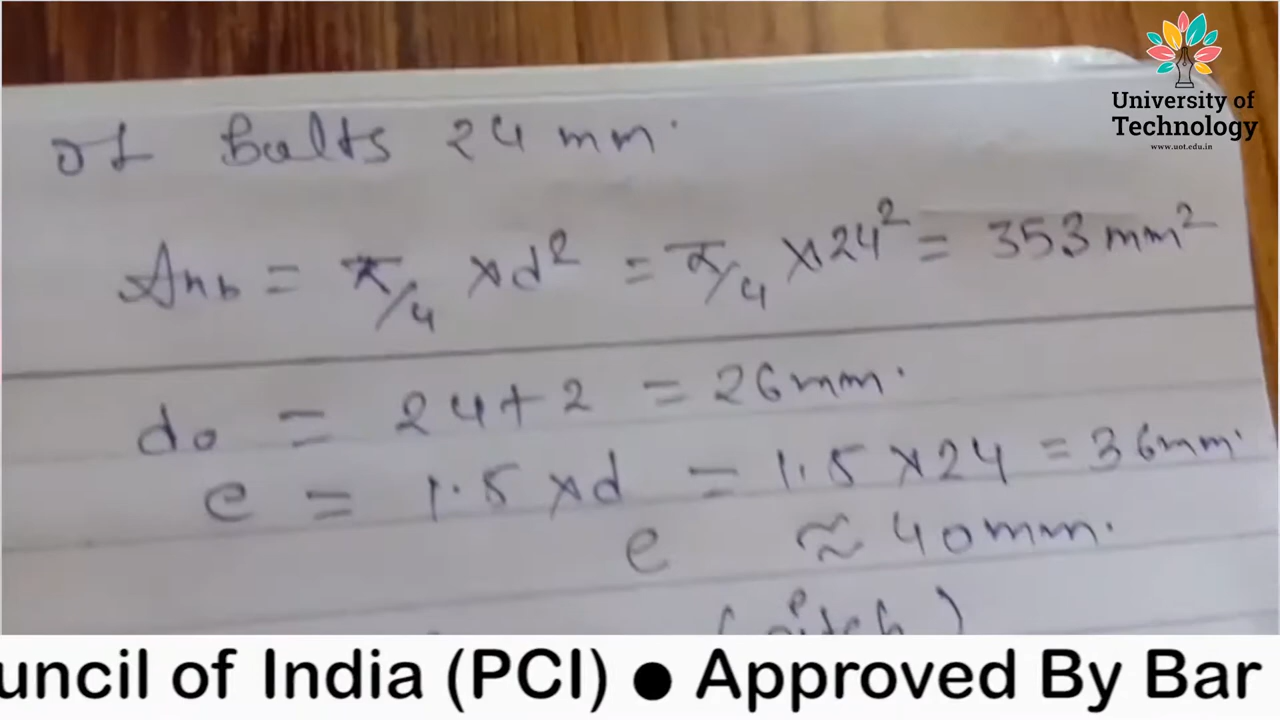 University of
Technology
www.uot.edu.in
of Bolts 24 mm.
Anb = π/4 × d² = π/4 × 24² = 353 mm²
do = 24 + 2 = 26 mm.
e = 1.5 × d = 1.5 × 24 = 36 mm.
e ≈ 40 mm.
(Pitch)
uncil of India (PCI) ● Approved By Bar